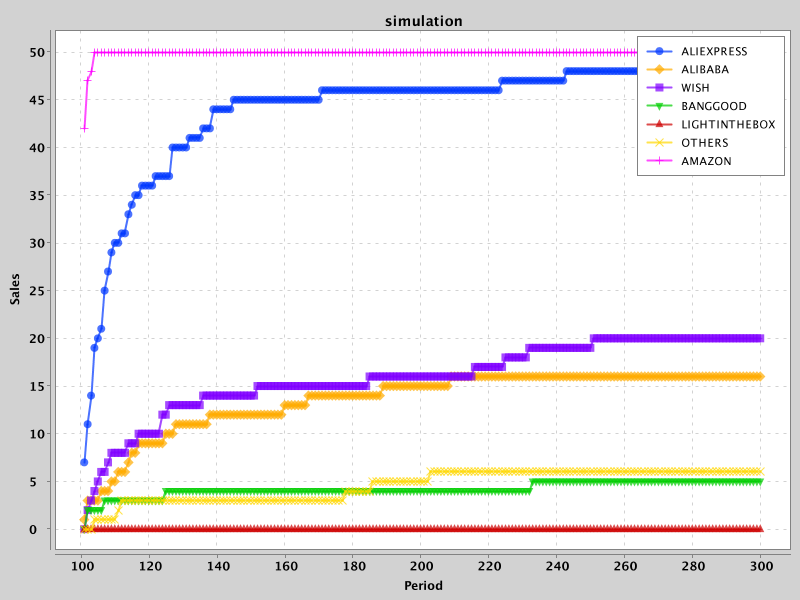 simulation
ALIEXPRESS
ALIBABA
WISH
BANGGOOD
LIGHTINTHEBOX
OTHERS
AMAZON
Sales
50
45
40
35
30
25
20
15
10
5
0
100 120 140 160 180 200 220 240 260 280 300
Period